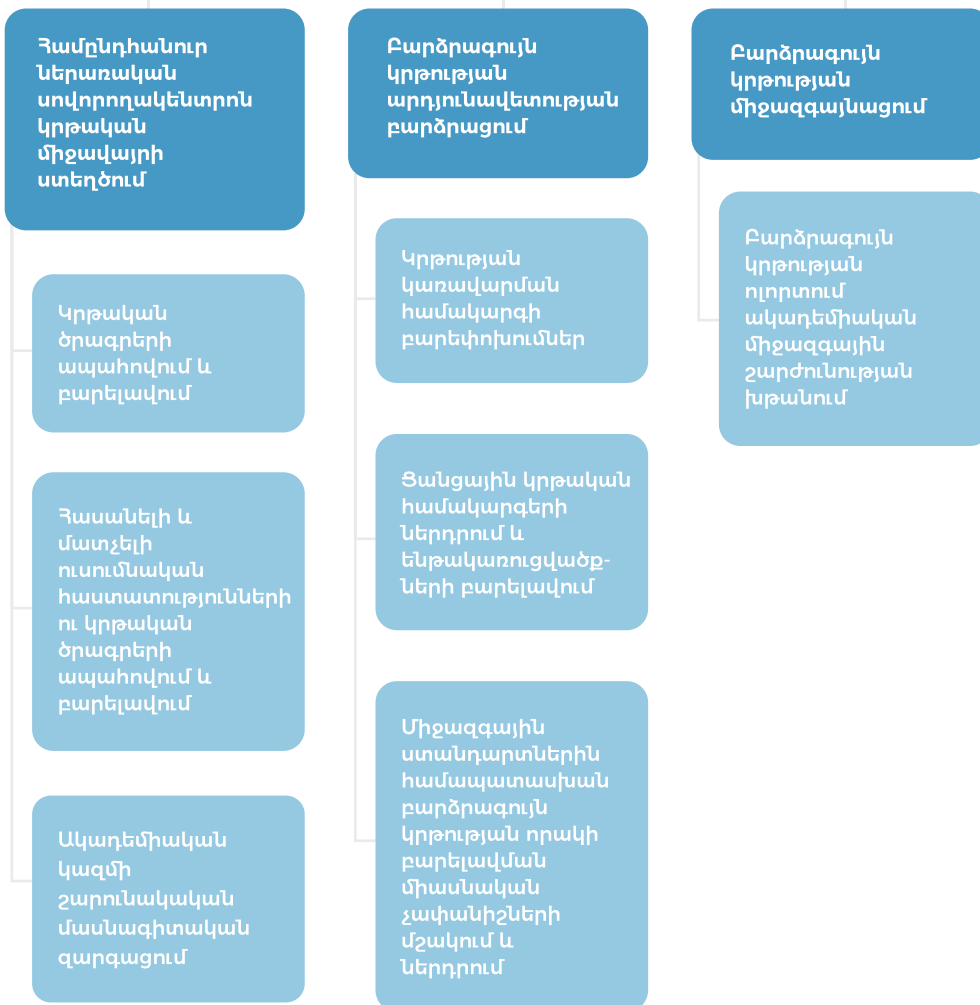 Համընդհանուր
ներառական
սովորողակենտրոն
կրթական
միջավայրի
ստեղծում
Կրթական
ծրագրերի
ապահովում և
բարելավում
Հասանելի և
մատչելի
ուսումնական
հաստատությունների
ու կրթական
ծրագրերի
ապահովում և
բարելավում
Ակադեմիական
կազմի
շարունակական
մասնագիտական
զարգացում
Բարձրագույն
կրթության
արդյունավետության
բարձրացում
Կրթության
կառավարման
համակարգի
բարեփոխումներ
Ցանցային կրթական
համակարգերի
ներդրում և
ենթակառուցվածք-
ների բարելավում
Միջազգային
ստանդարտներին
համապատասխան
բարձրագույն
կրթության որակի
բարելավման
միասնական
չափանիշների
մշակում և
ներդրում
Բարձրագույն
կրթության
միջազգայնացում
Բարձրագույն
կրթության
ոլորտում
ակադեմիական
միջազգային
շարժունության
խթանում